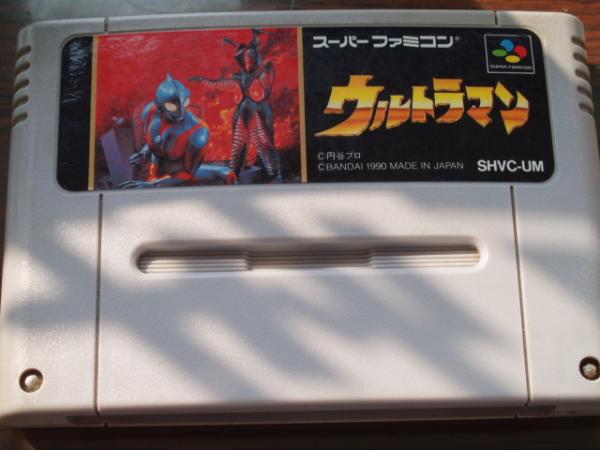 スーパーファミコン®
SUPER FAMICOM
ウルトラマン
©円谷プロ
©BANDAI 1990 MADE IN JAPAN
SHVC-UM